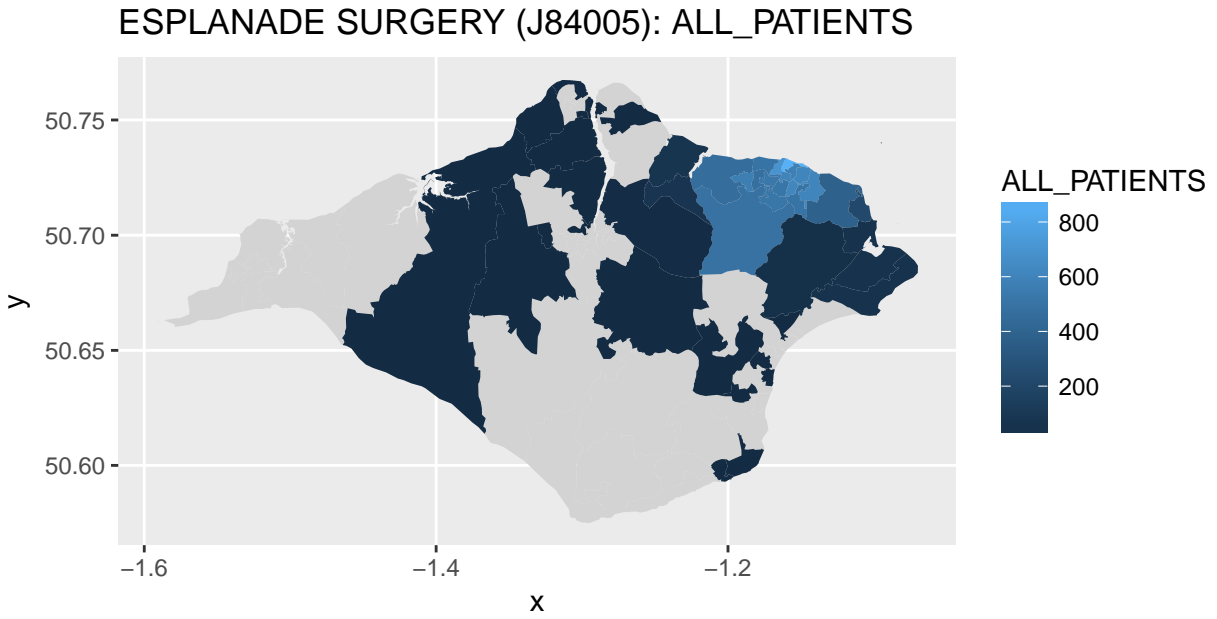 ESPLANADE SURGERY (J84005): ALL_PATIENTS
50.75
50.70
50.65
50.60
y
−1.6
−1.4
−1.2
x
ALL_PATIENTS
800
600
400
200